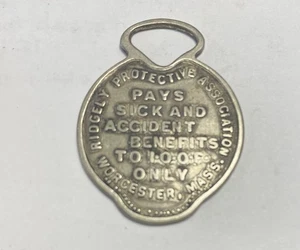 RIDGELY PROTECTIVE ASSOCIATION
PAYS
SICK AND
ACCIDENT
BENEFITS
TO I.O.O.F.
ONLY
WORCESTER, MASS.